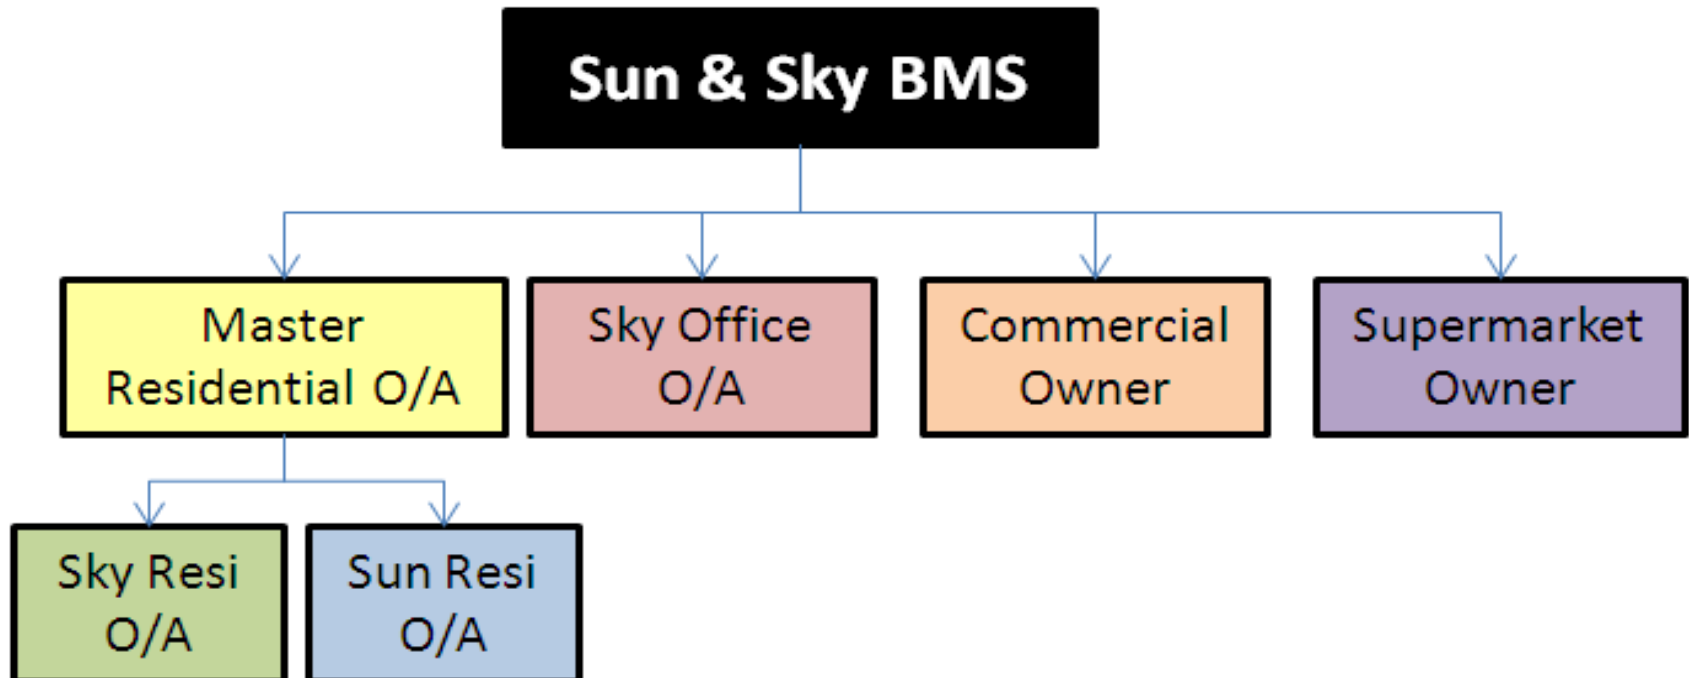 Sun & Sky BMS
Master
Residential O/A
Sky Office
O/A
Commercial
Owner
Supermarket
Owner
Sky Resi
O/A
Sun Resi
O/A